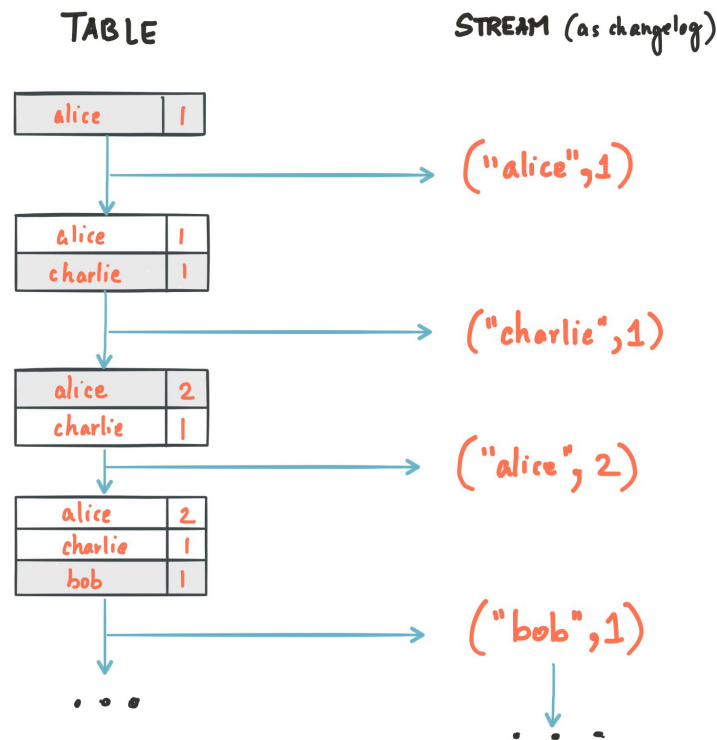 TABLE
STREAM (as changelog)
alice 1
("alice",1)
alice 1
charlie 1
("charlie",1)
alice 2
charlie 1
("alice", 2)
alice 2
charlie 1
bob 1
("bob",1)
...
...